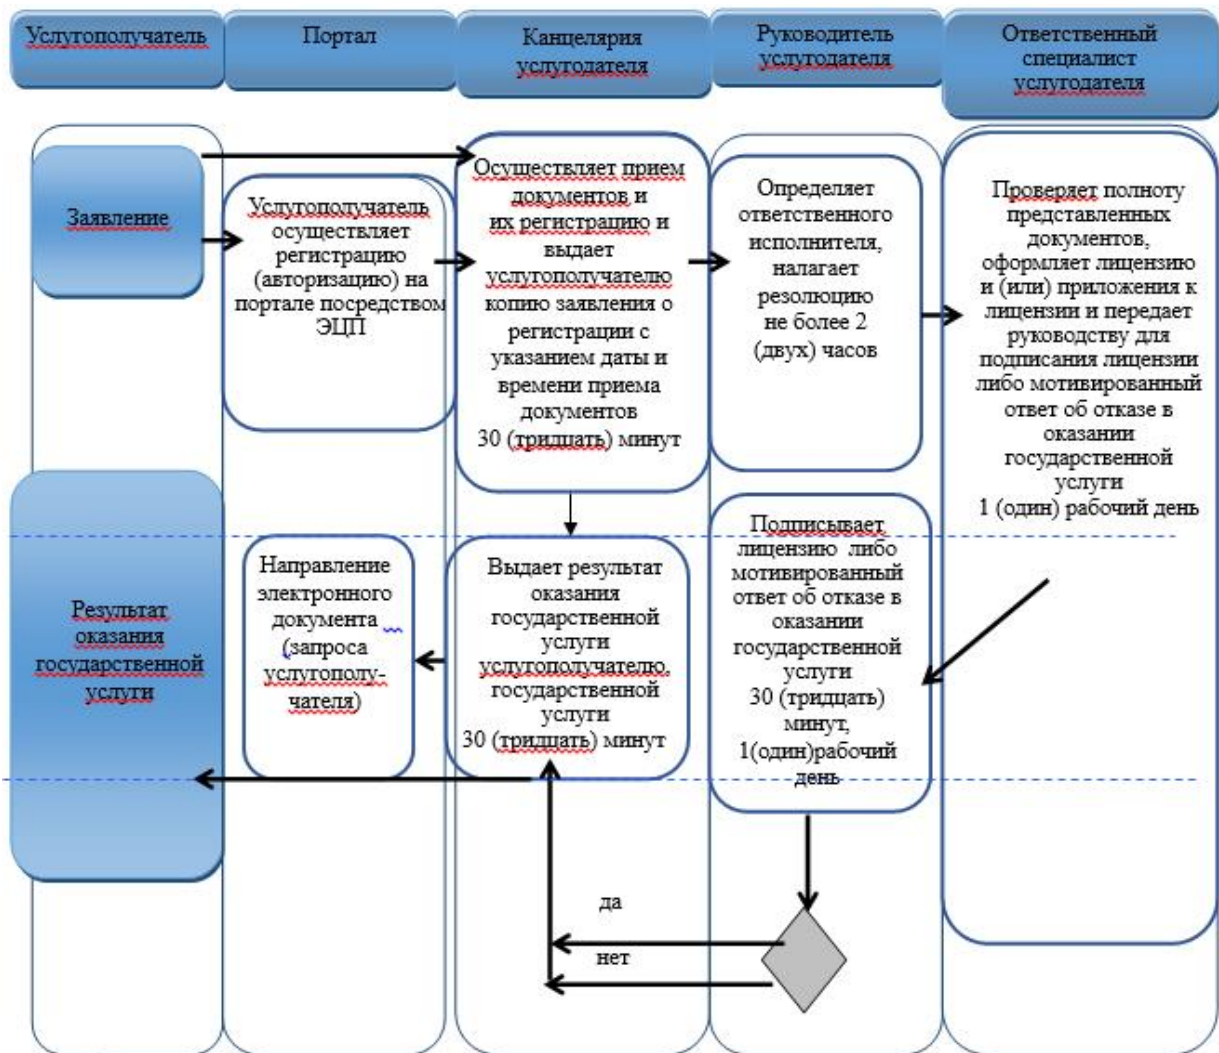 Услугополучатель
Портал
Канцелярия
услугодателя
Руководитель
услугодателя
Ответственный
специалист
услугодателя
Заявление
Услугополучатель
осуществляет
регистрацию
(авторизацию) на
портале посредством
ЭЦП
Осуществляет прием
документов и
их регистрацию и
выдает
услугополучателю
копию заявления о
регистрации с
указанием даты и
времени приема
документов
30 (тридцать) минут
Определяет
ответственного
исполнителя,
налагает
резолюцию
не более 2
(двух) часов
Проверяет полноту
представленных
документов,
оформляет лицензию
и (или) приложения к
лицензии и передает
руководству для
подписания лицензии
либо мотивированный
ответ об отказе в
оказании
государственной
услуги
1 (один) рабочий день
Результат
оказания
государственной
услуги
Направление
электронного
документа
(запроса
услугополу-
чателя)
Выдает результат
оказания
государственной
услуги
услугополучателю,
государственной
услуги
30 (тридцать) минут
Подписывает
лицензию либо
мотивированный
ответ об отказе в
оказании
государственной
услуги
30 (тридцать)
минут,
1(один)рабочий
день
да
нет